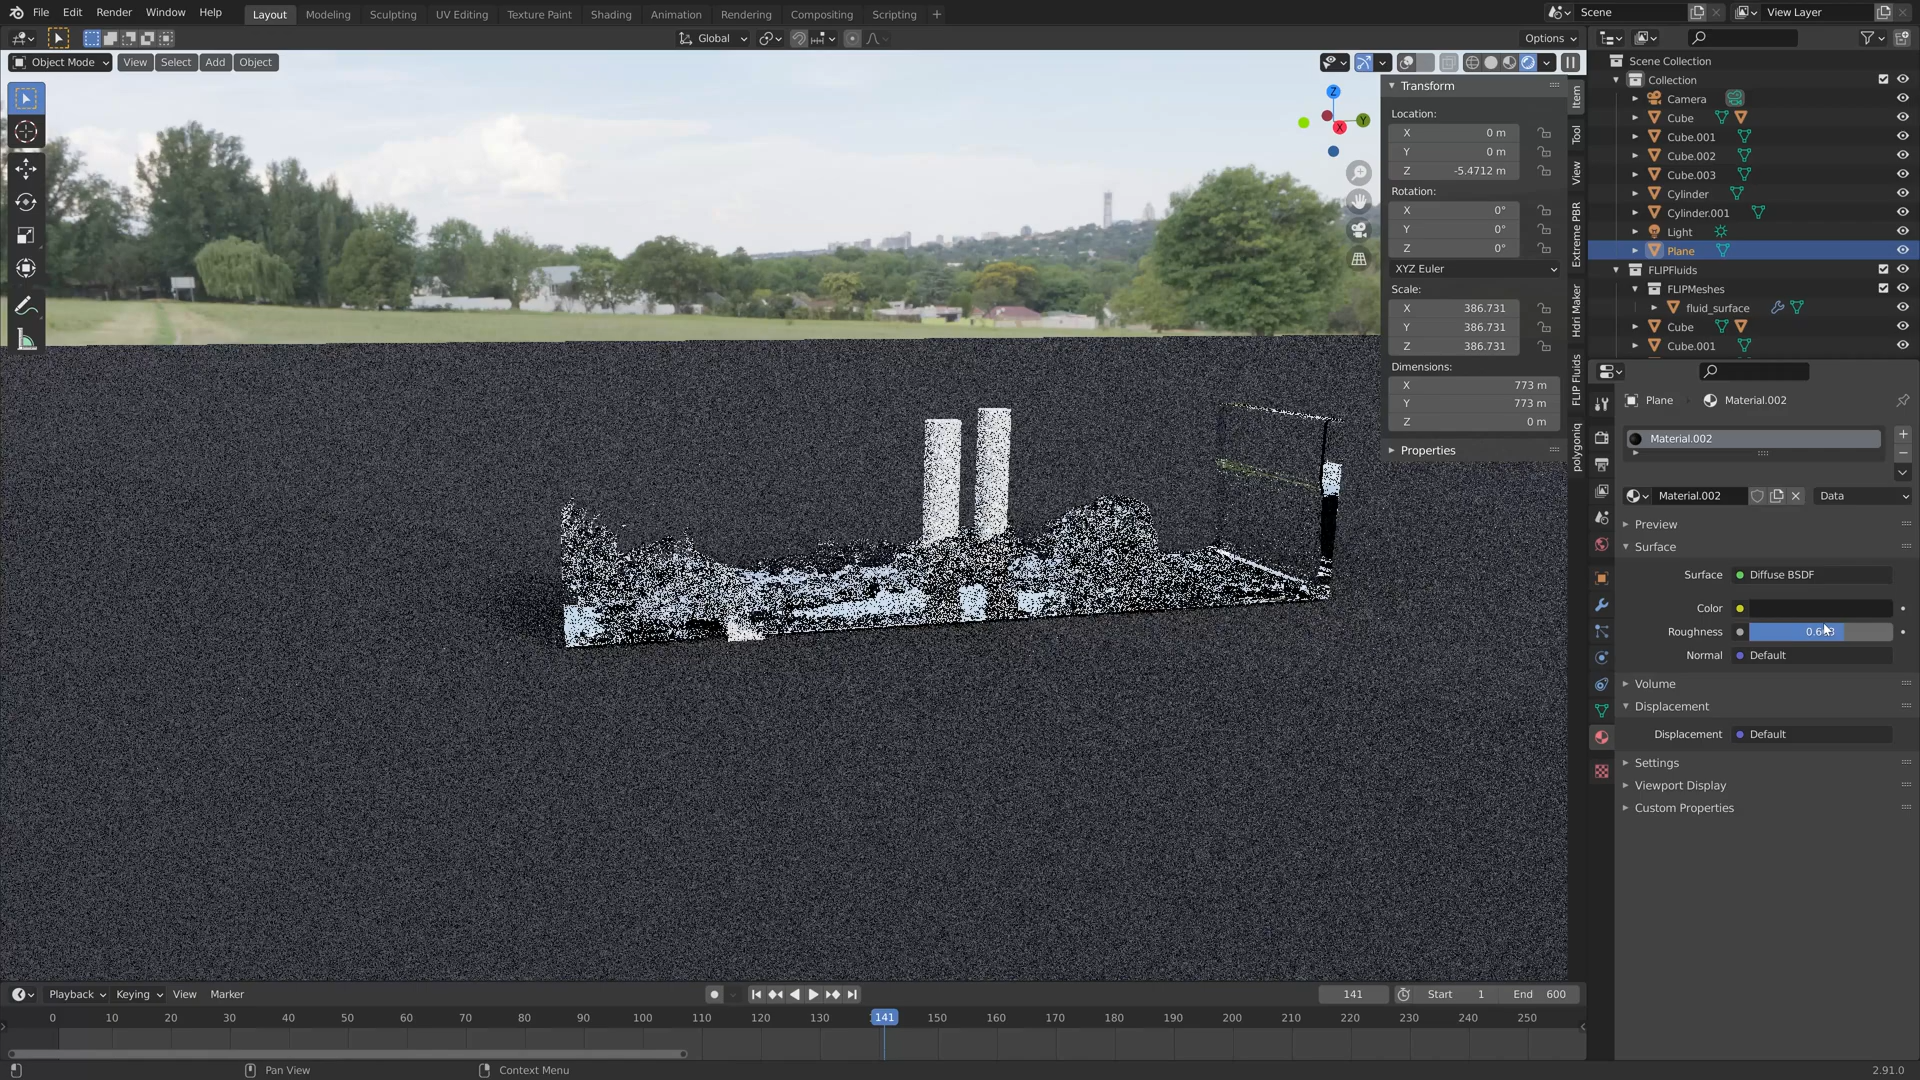 File Edit Render Window Help Layout Modeling Sculpting UV Editing Texture Paint Shading Animation Rendering Compositing Scripting + Scene View Layer
Global Options
Object Mode View Select Add Object
Z
Y
X
Transform
Location:
X 0 m
Y 0 m
Z -5.4712 m
Rotation:
X 0°
Y 0°
Z 0°
XYZ Euler
Scale:
X 386.731
Y 386.731
Z 386.731
Dimensions:
X 773 m
Y 773 m
Z 0 m
Properties
Item
Tool
View
Extreme PBR
Hdri Maker
FLIP Fluids
polygoniq
Scene Collection
Collection
Camera
Cube
Cube.001
Cube.002
Cube.003
Cylinder
Cylinder.001
Light
Plane
FLIPFluids
FLIPMeshes
fluid_surface
Cube
Cube.001
Plane Material.002
Material.002
Material.002 Data
Preview
Surface
Surface Diffuse BSDF
Color
Roughness
Normal Default
Volume
Displacement
Displacement Default
Settings
Viewport Display
Custom Properties
Playback Keying View Marker 141 Start 1 End 600
0 10 20 30 40 50 60 70 80 90 100 110 120 130 141 150 160 170 180 190 200 210 220 230 240 250
Pan View Context Menu 2.91.0